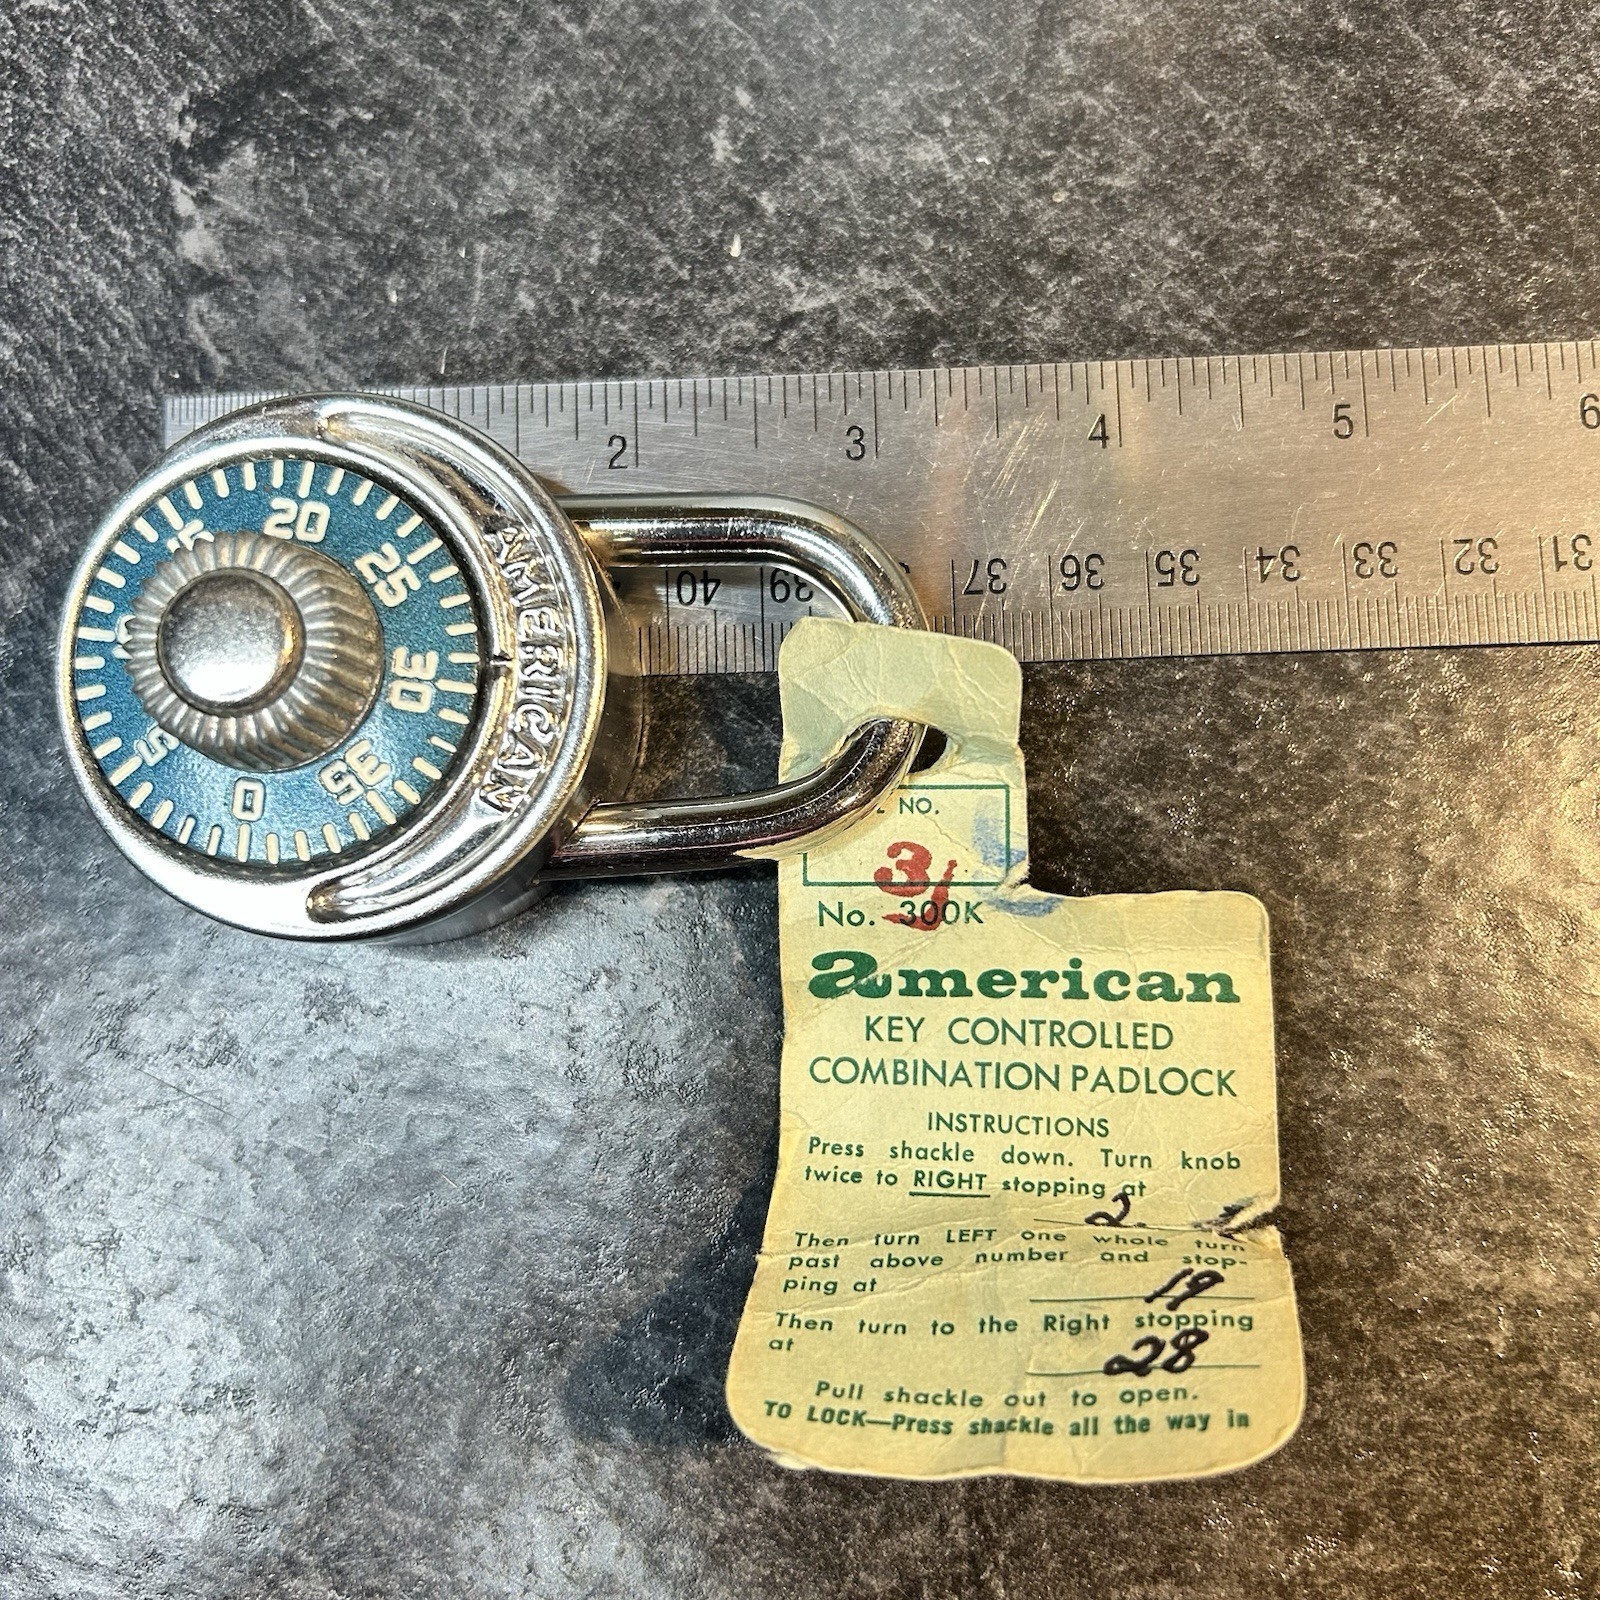 2 3 4 5 6
40 39 37 36 35 34 33 32 31
20
25
30
35
0
5
AMERICAN
NO.
31
No. 300K
american
KEY CONTROLLED
COMBINATION PADLOCK
INSTRUCTIONS
Press shackle down. Turn knob
twice to RIGHT stopping at
2.
Then turn LEFT one whole turn
past above number and stop-
ping at
19
Then turn to the Right stopping
at 28
Pull shackle out to open.
TO LOCK—Press shackle all the way in